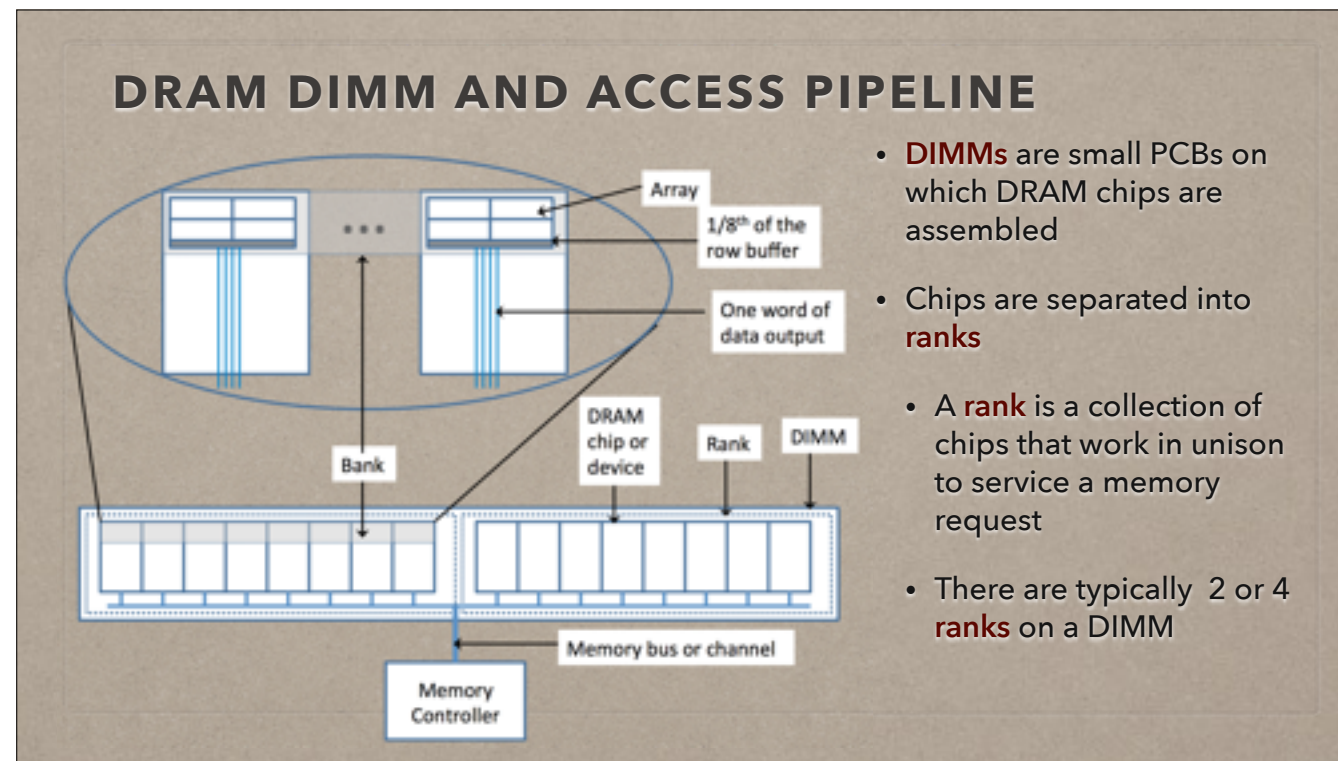 DRAM DIMM AND ACCESS PIPELINE
Array
1/8th of the
row buffer
One word of
data output
DRAM
chip or
device
Rank
DIMM
Bank
Memory bus or channel
Memory
Controller
• DIMMs are small PCBs on
which DRAM chips are
assembled
• Chips are separated into
ranks
• A rank is a collection of
chips that work in unison
to service a memory
request
• There are typically 2 or 4
ranks on a DIMM